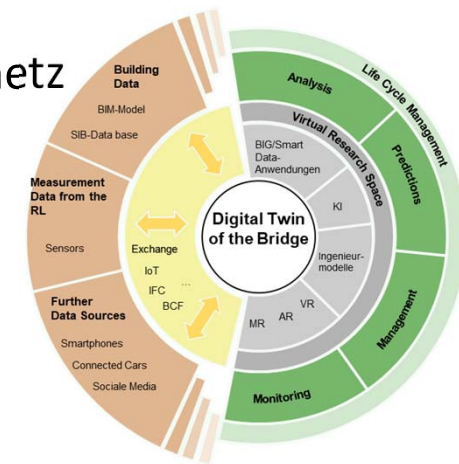 netz
Building
Data
BIM-Model
SIB-Data base
Measurement
Data from the
RL
Sensors
Further
Data Sources
Smartphones
Connected Cars
Sociale Media
Exchange
IoT
...
IFC
BCF
Digital Twin
of the Bridge
BIG/Smart
Data-
Anwendungen
KI
Ingenieur-
modelle
VR
AR
MR
Virtual Research Space
Analysis
Predictions
Management
Monitoring
Life Cycle Management